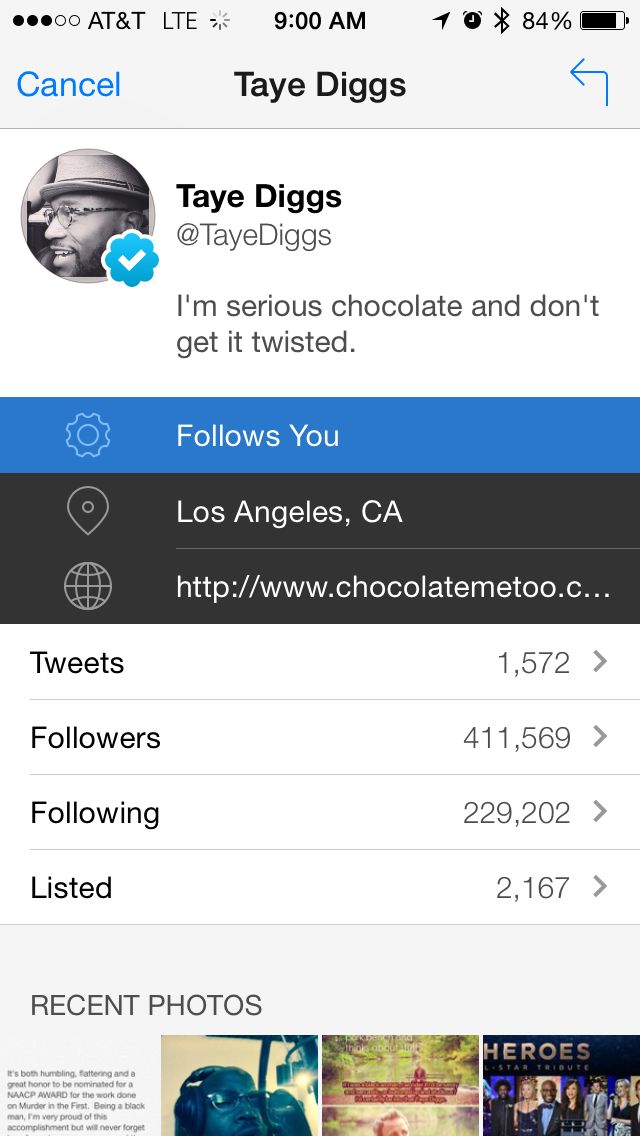 AT&T LTE 9:00 AM 84%
Cancel Taye Diggs
Taye Diggs
@TayeDiggs
I'm serious chocolate and don't
get it twisted.
Follows You
Los Angeles, CA
http://www.chocolatemetoo.c...
Tweets 1,572
Followers 411,569
Following 229,202
Listed 2,167
RECENT PHOTOS
It's both humbling, flattering and a
great honor to be nominated for a
NAACP AWARD for the work done
on Murder in the First. Being a black
man, I'm very proud of this
accomplishment but will never forget
HEROES
-STAR TRIBUTE